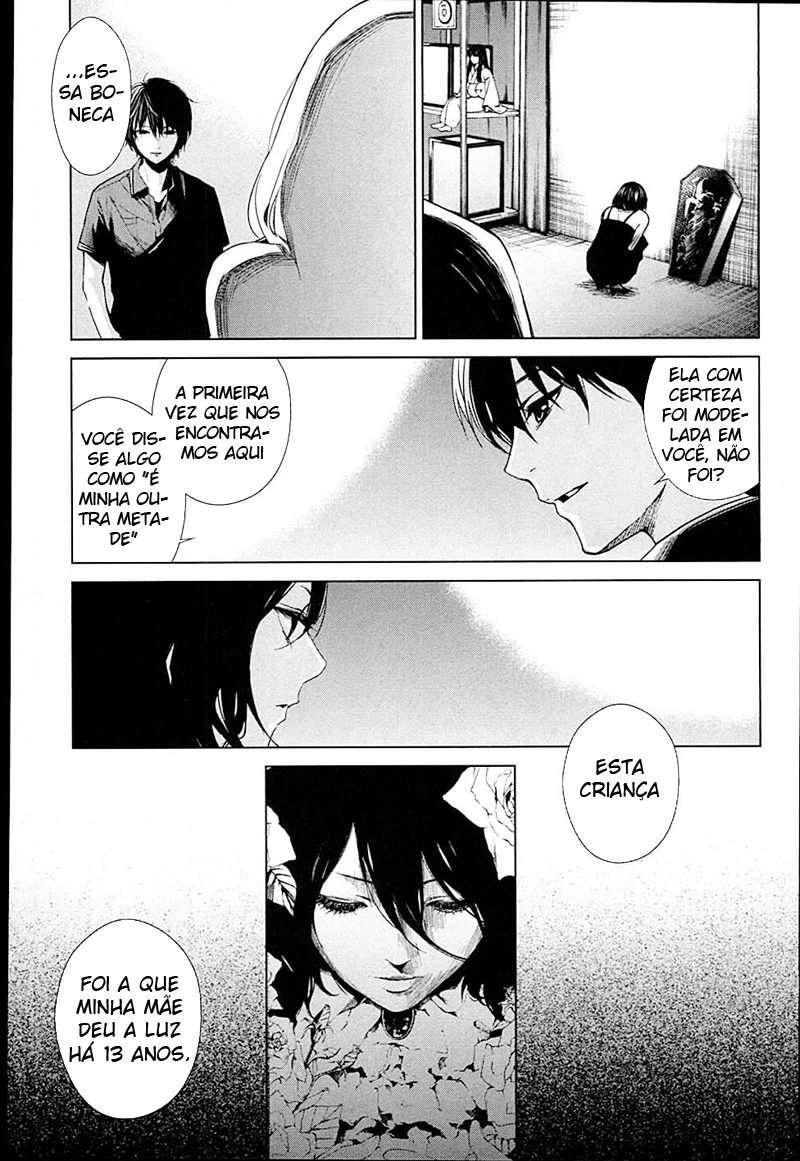 6
...ES-
SA BO-
NECA
ELA COM
CERTEZA
FOI MODE-
LADA EM
VOCÊ, NÃO
FOI?
A PRIMEIRA
VEZ QUE NOS
ENCONTRA-
MOS AQUI
VOCÊ DIS-
SE ALGO
COMO "É
MINHA OU-
TRA META-
DE"
ESTA
CRIANÇA
FOI A QUE
MINHA MÃE
DEU A LUZ
HÁ 13 ANOS.